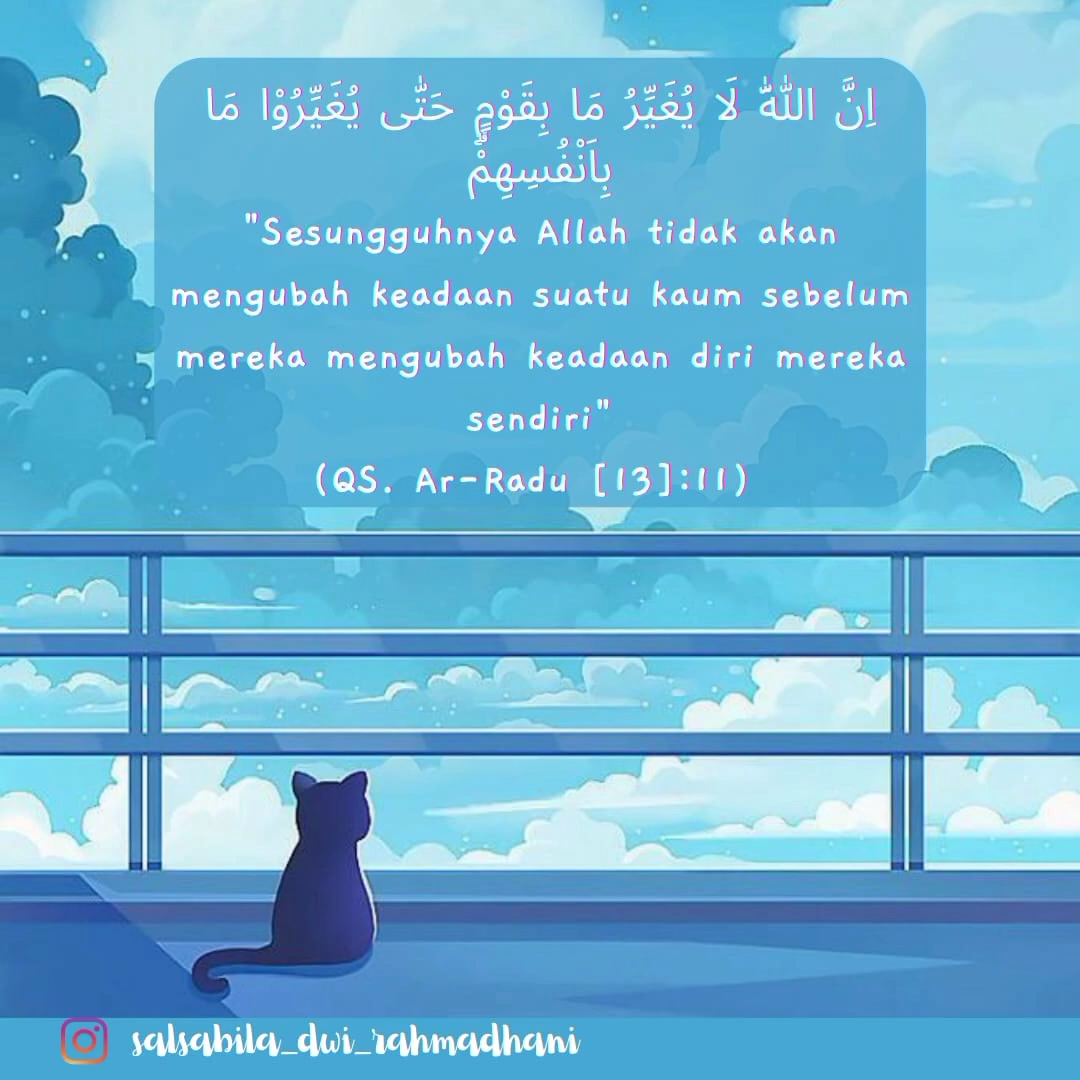 اِنَّ اللّٰهَ لَا يُغَيِّرُ مَا بِقَوْمٍ حَتّٰى يُغَيِّرُوْا مَا
بِاَنْفُسِهِمْۗ
"Sesungguhnya Allah tidak akan
mengubah keadaan suatu kaum sebelum
mereka mengubah keadaan diri mereka
sendiri"
(QS. Ar-Radu [13]:11)
salsabila_dwi_rahmadhani